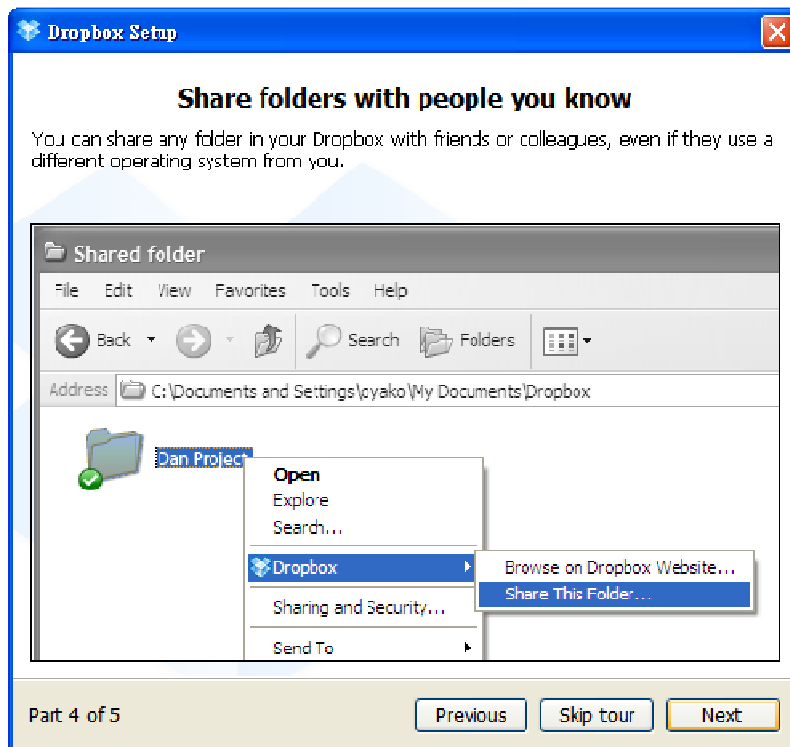 Dropbox Setup
Share folders with people you know
You can share any folder in your Dropbox with friends or colleagues, even if they use a
different operating system from you.
Shared folder
File Edit View Favorites Tools Help
Back Search Folders
Address C:\Documents and Settings\cyako\My Documents\Dropbox
Dan Project
Open
Explore
Search...
Dropbox
Browse on Dropbox Website...
Share This Folder...
Sharing and Security...
Send To
Part 4 of 5 Previous Skip tour Next